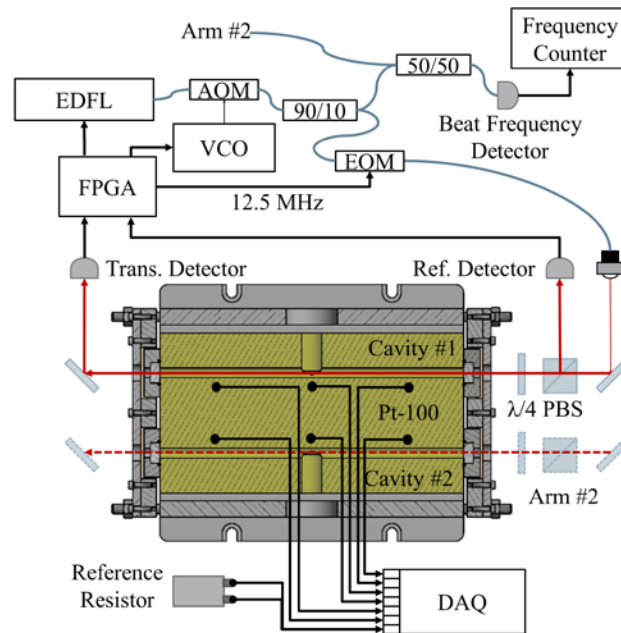 Arm #2
50/50
Frequency
Counter
EDFL
AOM
90/10
Beat Frequency
Detector
VCO
EOM
FPGA
12.5 MHz
Trans. Detector
Ref. Detector
Cavity #1
λ/4 PBS
Pt-100
Cavity #2
Arm #2
Reference
Resistor
DAQ